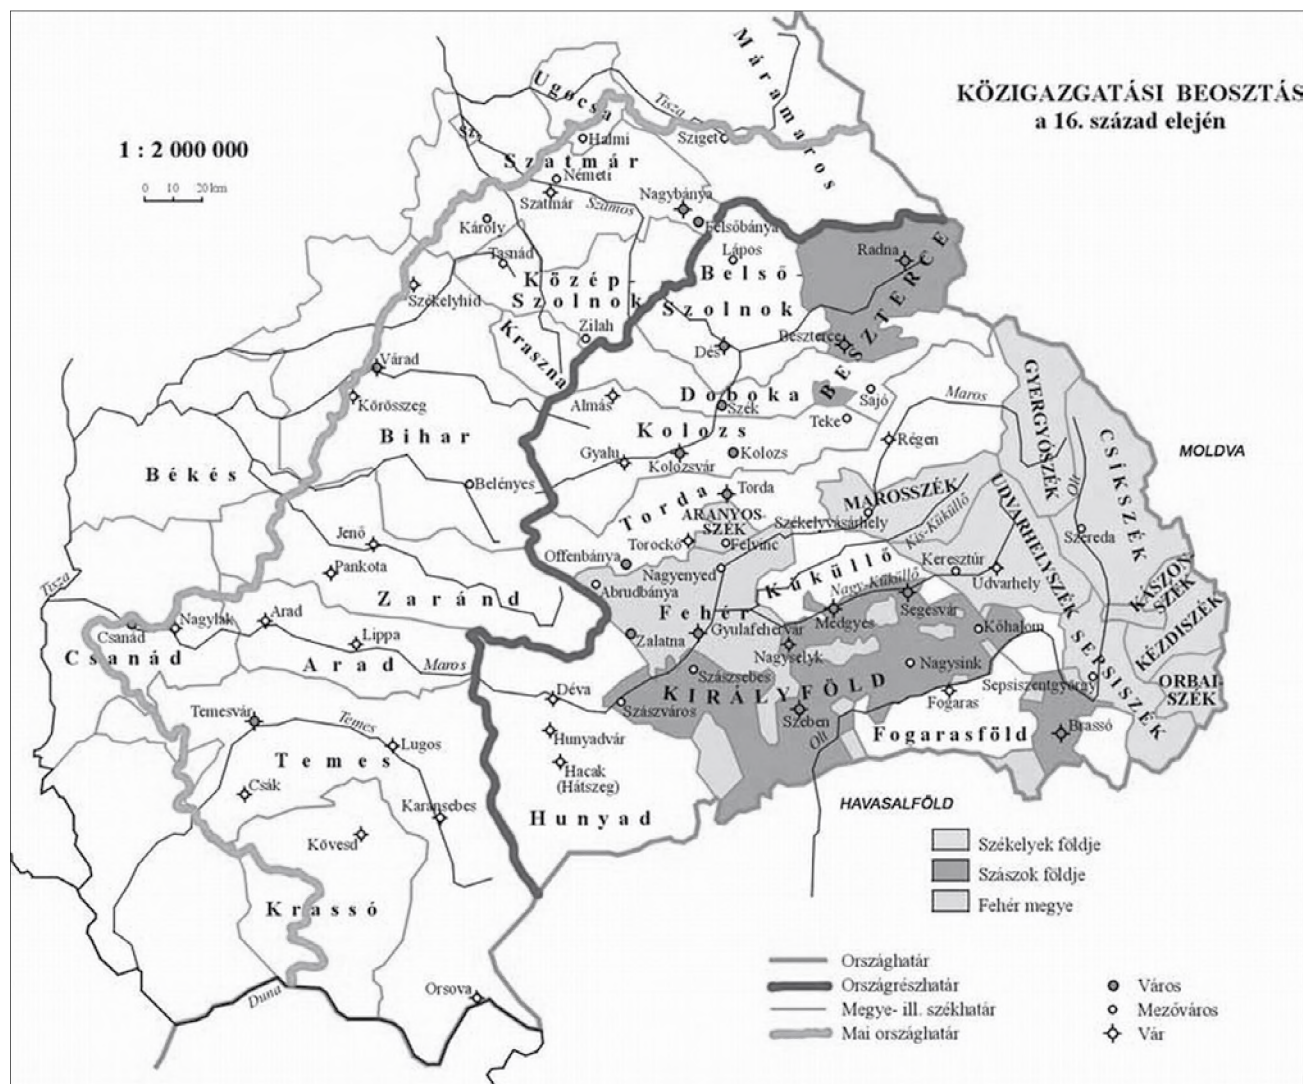 KÖZIGAZGATÁSI BEOSZTÁS
a 16. század elején
1 : 2 000 000
0 10 20 km
Máramaros
Ugocsa
Tisza
Sziget
Halmi
Szatmár
Németi
Szatmár
Szamos
Nagybánya
Felsőbánya
Károly
Tasnád
Lápos
Radna
Közép
Szolnok
Belső
Szolnok
BESZTERCE
Székelyhíd
Kraszna
Zilah
Dés
Beszterce
Várad
Körösszeg
Almás
Doboka
Szék
Sajó
Teke
Maros
GYERGYÓSZÉK
CSÍKSZÉK
MOLDVA
Bihar
Kolozs
Gyalu
Kolozsvár
Kolozs
Régen
Békés
Belényes
Torda
Torda
ARANYOS-
SZÉK
MAROSSZÉK
Székelyvásárhely
Kis-Küküllő
UDVARHELYSZÉK
Olt
Szereda
Jenő
Pankota
Torockó
Felvinc
Offenbánya
Nagyenyed
Abrudbánya
Küküllő
Nagy-Küküllő
Keresztúr
Udvarhely
KÁSZON-
SZÉK
KÉZDISZÉK
Tisza
Zaránd
Fehér
Medgyes
Segesvár
Kőhalom
SEPSISZÉK
Csanád
Nagylak
Arad
Lippa
Zalatna
Gyulafehérvár
Nagyselyk
Nagysink
Csanád
Arad
Maros
Szászsebes
KIRÁLYFÖLD
Sepsiszentgyörgy
ORBAI-
SZÉK
Déva
Szászváros
Szeben
Fogaras
Brassó
Temesvár
Temes
Lugos
Hunyadvár
Olt
Fogarasföld
Temes
Csák
Hacak
(Hátszeg)
Karánsebes
Hunyad
HAVASALFÖLD
Kövesd
Krassó
Duna
Orsova
Székelyek földje
Szászok földje
Fehér megye
Országhatár
Országrészhatár
Megye- ill. székhatár
Mai országhatár
Város
Mezőváros
Vár